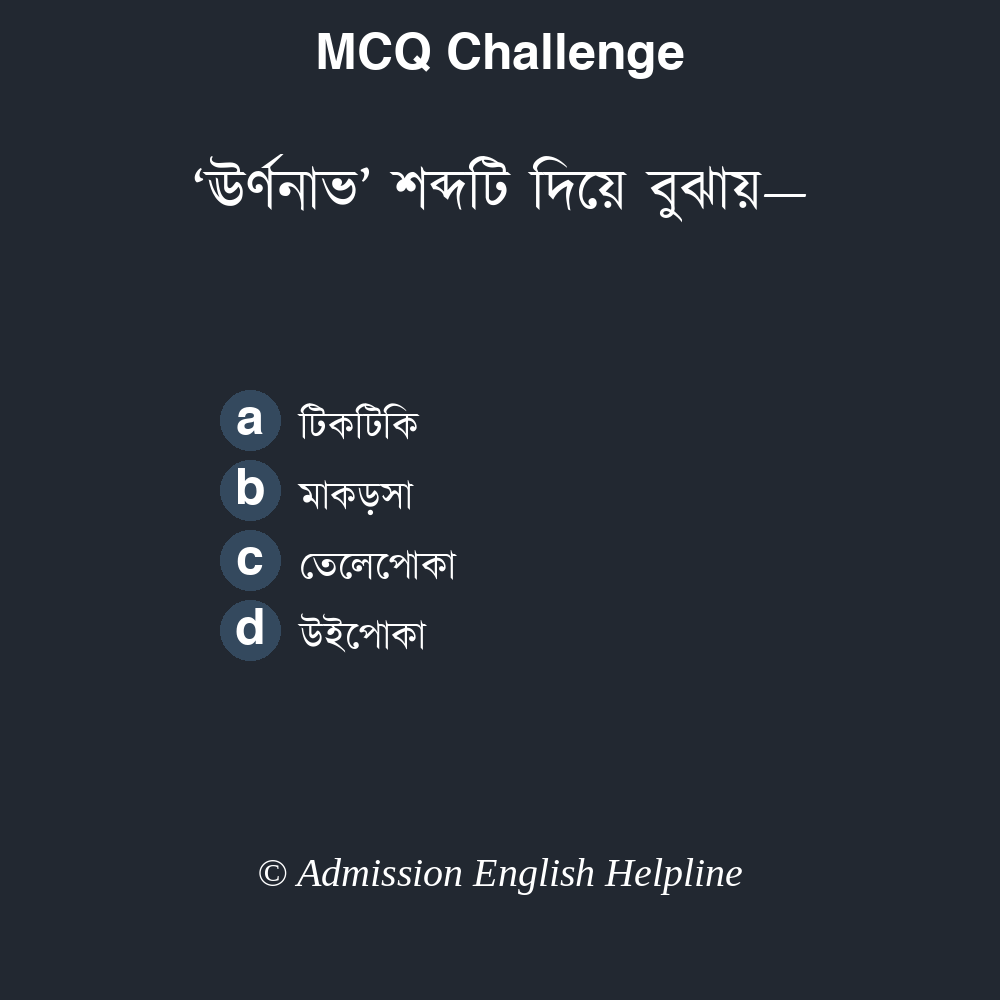 MCQ Challenge
‘ঊর্ণনাভ’ শব্দটি দিয়ে বুঝায়—
a টিকটিকি
b মাকড়সা
c তেলেপোকা
d উইপোকা
© Admission English Helpline